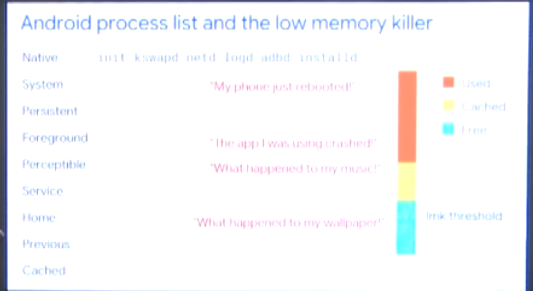 Android process list and the low memory killer
Native init kswapd netd logd adbd installd
System "My phone just rebooted!"
Used
Cached
Persistent
Free
Foreground "The app I was using crashed!"
Perceptible "What happened to my music!"
Service
Home "What happened to my wallpaper!" lmk threshold
Previous
Cached